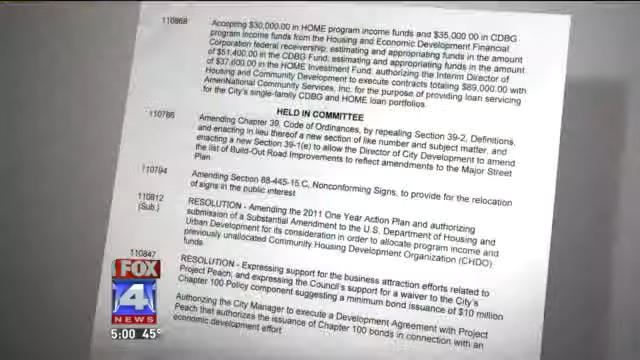 110868
Accepting $30,000.00 in HOME program income funds and $35,000.00 in CDBG
program income funds from the Housing and Economic Development Financial
Corporation federal receivership; estimating and appropriating funds in the amount
of $51,400.00 in the CDBG Fund; estimating and appropriating funds in the amount
of $37,600.00 in the HOME Investment Fund; authorizing the Interim Director of
Housing and Community Development to execute contracts totaling $89,000.00 with
AmeriNational Community Services, Inc. for the purpose of providing loan servicing
for the City's single-family CDBG and HOME loan portfolios.
HELD IN COMMITTEE
110786
Amending Chapter 39, Code of Ordinances, by repealing Section 39-2, Definitions,
and enacting in lieu thereof a new section of like number and subject matter, and
enacting a new Section 39-1(e) to allow the Director of City Development to amend
the list of Build-Out Road Improvements to reflect amendments to the Major Street
Plan.
110794
Amending Section 88-445-15.C, Nonconforming Signs, to provide for the relocation
of signs in the public interest
110812
(Sub.)
RESOLUTION - Amending the 2011 One Year Action Plan and authorizing
submission of a Substantial Amendment to the U.S. Department of Housing and
Urban Development for its consideration in order to allocate program income and
previously unallocated Community Housing Development Organization (CHDO)
funds.
110847
RESOLUTION - Expressing support for the business attraction efforts related to
Project Peach; and expressing the Council's support for a waiver to the City's
Chapter 100 Policy component suggesting a minimum bond issuance of $10 million
Authorizing the City Manager to execute a Development Agreement with Project
Peach that authorizes the issuance of Chapter 100 bonds in connection with an
economic development effort
FOX
4
NEWS
5:00 45°